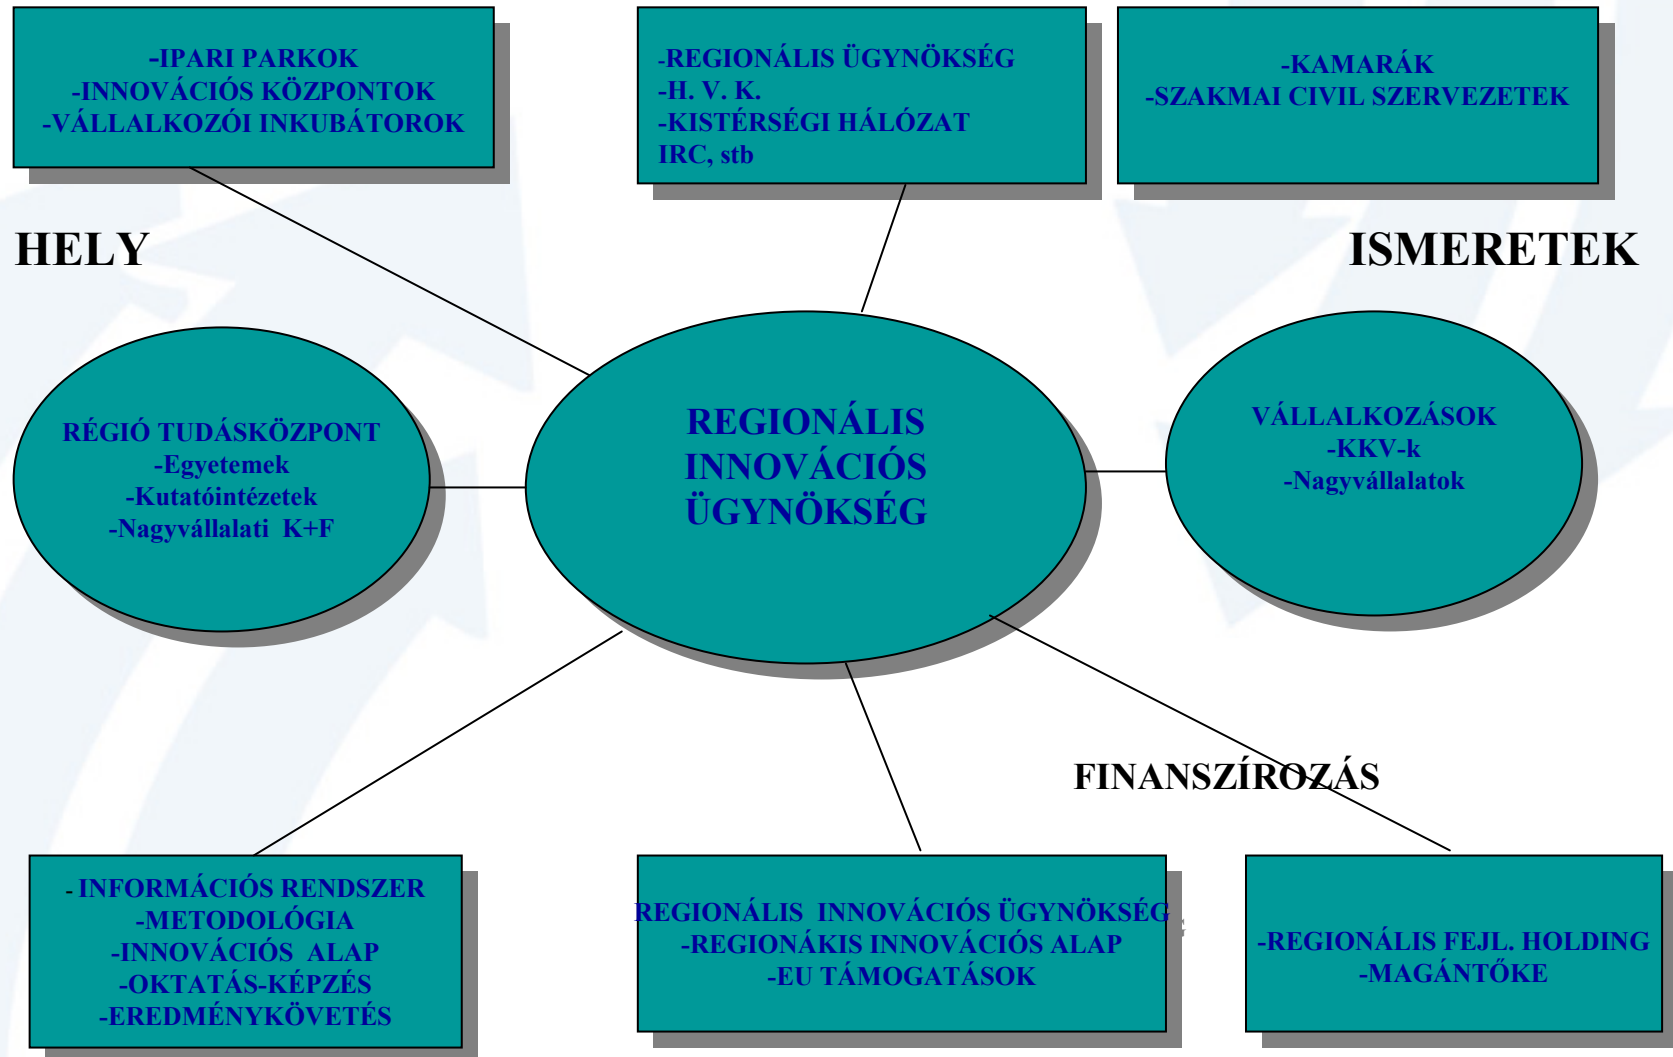 -IPARI PARKOK
-INNOVÁCIÓS KÖZPONTOK
-VÁLLALKOZÓI INKUBÁTOROK
-REGIONÁLIS ÜGYNÖKSÉG
-H. V. K.
-KISTÉRSÉGI HÁLÓZAT
IRC, stb
-KAMARÁK
-SZAKMAI CIVIL SZERVEZETEK
HELY
ISMERETEK
RÉGIÓ TUDÁSKÖZPONT
-Egyetemek
-Kutatóintézetek
-Nagyvállalati K+F
REGIONÁLIS
INNOVÁCIÓS
ÜGYNÖKSÉG
VÁLLALKOZÁSOK
-KKV-k
-Nagyvállalatok
FINANSZÍROZÁS
- INFORMÁCIÓS RENDSZER
-METODOLÓGIA
-INNOVÁCIÓS ALAP
-OKTATÁS-KÉPZÉS
-EREDMÉNYKÖVETÉS
REGIONÁLIS INNOVÁCIÓS ÜGYNÖKSÉG
-REGIONÁKIS INNOVÁCIÓS ALAP
-EU TÁMOGATÁSOK
-REGIONÁLIS FEJL. HOLDING
-MAGÁNTŐKE